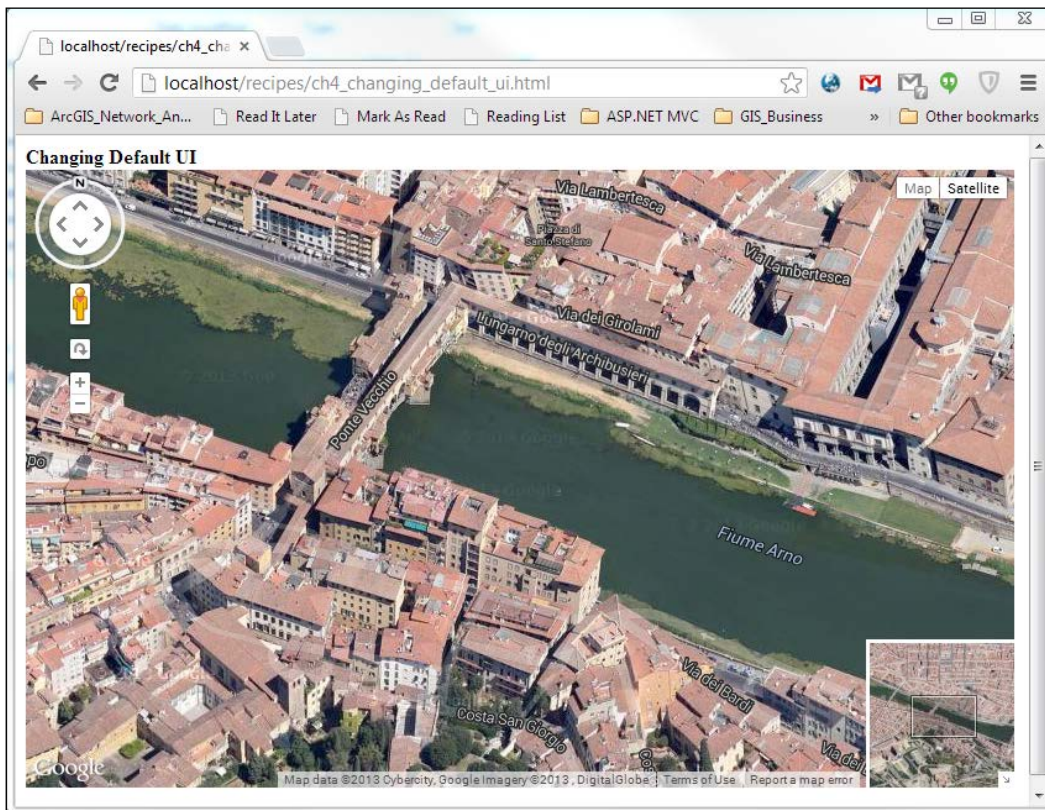 localhost/recipes/ch4_cha
localhost/recipes/ch4_changing_default_ui.html
ArcGIS_Network_An...
Read It Later
Mark As Read
Reading List
ASP.NET MVC
GIS_Business
»
Other bookmarks
Changing Default UI
N
Map
Satellite
Via Lambertesca
Piazza di
Santo Stefano
Via Lambertesca
Via dei Girolami
Lungarno degli Archibusieri
Ponte Vecchio
po
Fiume Arno
Via dei Bardi
Costa San Giorgio
Via dei
Google
Map data ©2013 Cybercity, Google Imagery ©2013 , DigitalGlobe
Terms of Use
Report a map error